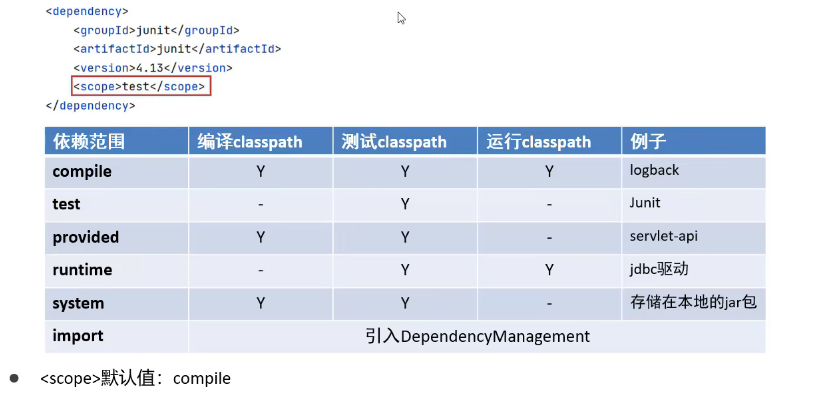 <dependency>
<groupId>junit</groupId>
<artifactId>junit</artifactId>
<version>4.13</version>
<scope>test</scope>
</dependency>
依赖范围 编译classpath 测试classpath 运行classpath 例子
compile Y Y Y logback
test - Y - Junit
provided Y Y - servlet-api
runtime - Y Y jdbc驱动
system Y Y - 存储在本地的jar包
import 引入DependencyManagement
● <scope>默认值：compile